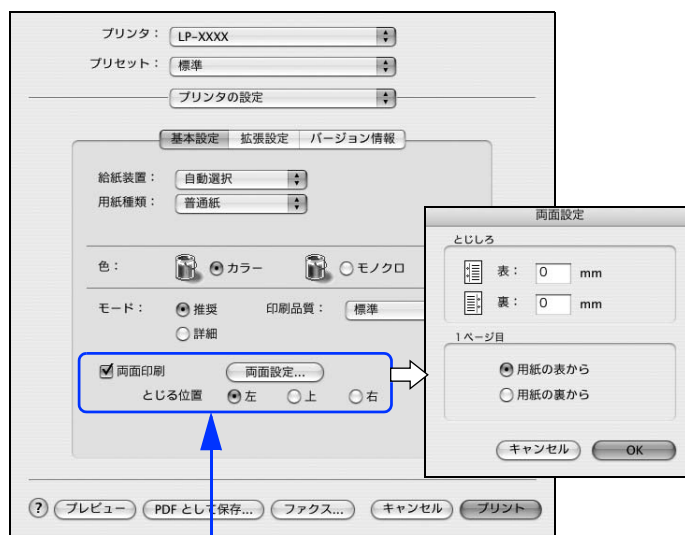 プリンタ： LP-XXXX
プリセット： 標準
プリンタの設定
基本設定 拡張設定 バージョン情報
給紙装置： 自動選択
用紙種類： 普通紙
色： カラー モノクロ
モード： 推奨 印刷品質： 標準
詳細
両面印刷 両面設定...
とじる位置 左 上 右
両面設定
とじしろ
表： 0 mm
裏： 0 mm
1ページ目
用紙の表から
用紙の裏から
キャンセル OK
? プレビュー PDF として保存... ファクス... キャンセル プリント